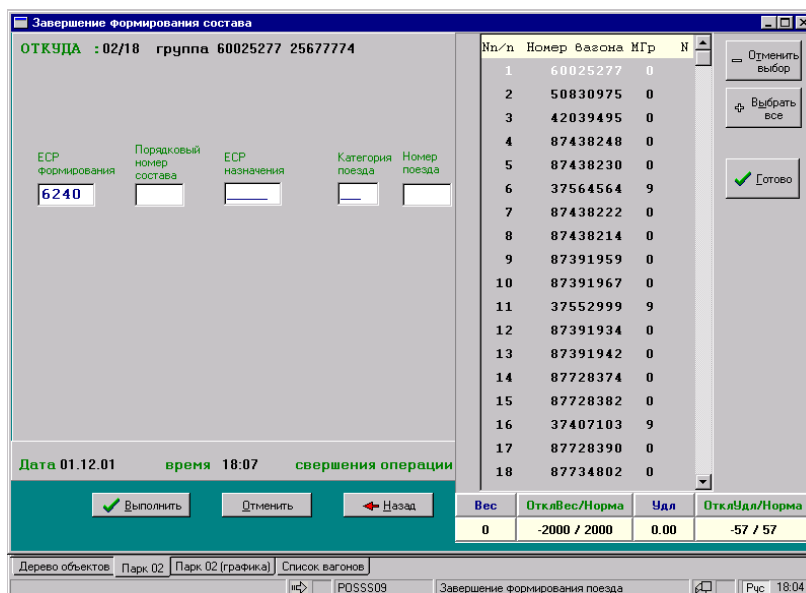 Завершение формирования состава
ОТКУДА : 02/18 группа 60025277 25677774
ЕСР формирования
Порядковый номер состава
ЕСР назначения
Категория поезда
Номер поезда
6240
Nп/п Номер вагона МГр N
1 60025277 0
2 50830975 0
3 42039495 0
4 87438248 0
5 87438230 0
6 37564564 9
7 87438222 0
8 87438214 0
9 87391959 0
10 87391967 0
11 37552999 9
12 87391934 0
13 87391942 0
14 87728374 0
15 87728382 0
16 37407103 9
17 87728390 0
18 87734802 0
Отменить выбор
Выбрать все
Готово
Дата 01.12.01 время 18:07 свершения операции
Выполнить Отменить Назад
Вес ОтклВес/Норма Удл ОтклУдл/Норма
0 -2000 / 2000 0.00 -57 / 57
Дерево объектов Парк 02 Парк 02 (графика) Список вагонов
POSSS09 Завершение формирования поезда Рус 18:04